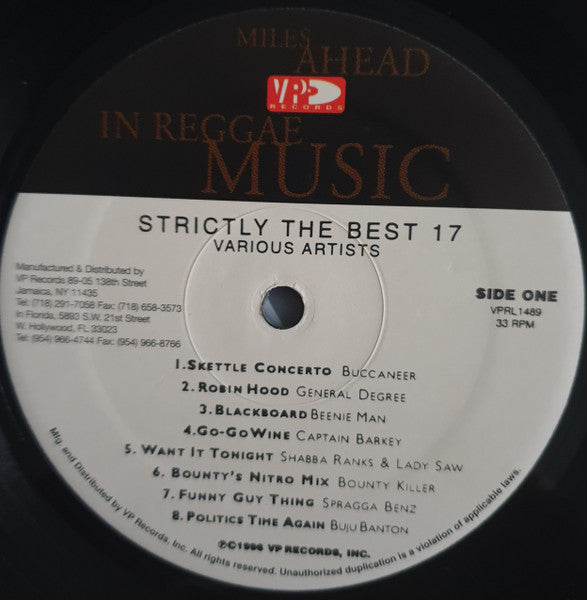 MILES
AHEAD
VP
RECORDS
IN REGGAE
MUSIC
STRICTLY THE BEST 17
VARIOUS ARTISTS
Manufactured & Distributed by
VP Records 89-05 138th Street
Jamaica, NY 11435
Tel: (718) 291-7058 Fax: (718) 658-3573
In Florida, 5893 S.W. 21st Street
W. Hollywood, FL 33023
Tel: (954) 966-4744 Fax: (954) 966-8766
SIDE ONE
VPRL1489
33 RPM
1.SKETTLE CONCERTO BUCCANEER
2.ROBIN HOOD GENERAL DEGREE
3.BLACKBOARD BEENIE MAN
4.GO-GO WINE CAPTAIN BARKEY
5. WANT IT TONIGHT SHABBA RANKS & LADY SAW
6. BOUNTY'S NITRO MIX BOUNTY KILLER
7. FUNNY GUY THING SPRAGGA BENZ
8. POLITICS TIME AGAIN BUJU BANTON
℗©1996 VP RECORDS, INC.
Mfg. and Distributed by VP Records, Inc. All rights reserved. Unauthorized duplication is a violation of applicable laws.